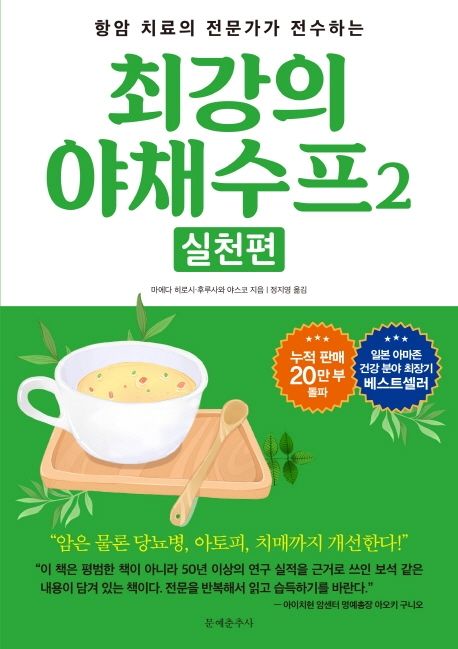 항암 치료의 전문가가 전수하는
최강의
야채수프2
실천편
마에다 히로시·후루사와 야스코 지음 | 정지영 옮김
누적 판매
20만 부
돌파
일본 아마존
건강 분야 최장기
베스트셀러
“암은 물론 당뇨병, 아토피, 치매까지 개선한다!”
“이 책은 평범한 책이 아니라 50년 이상의 연구 실적을 근거로 쓰인 보석 같은
내용이 담겨 있는 책이다. 전문을 반복해서 읽고 습득하기를 바란다.”
— 아이치현 암센터 명예총장 아오키 구니오
문예춘추사